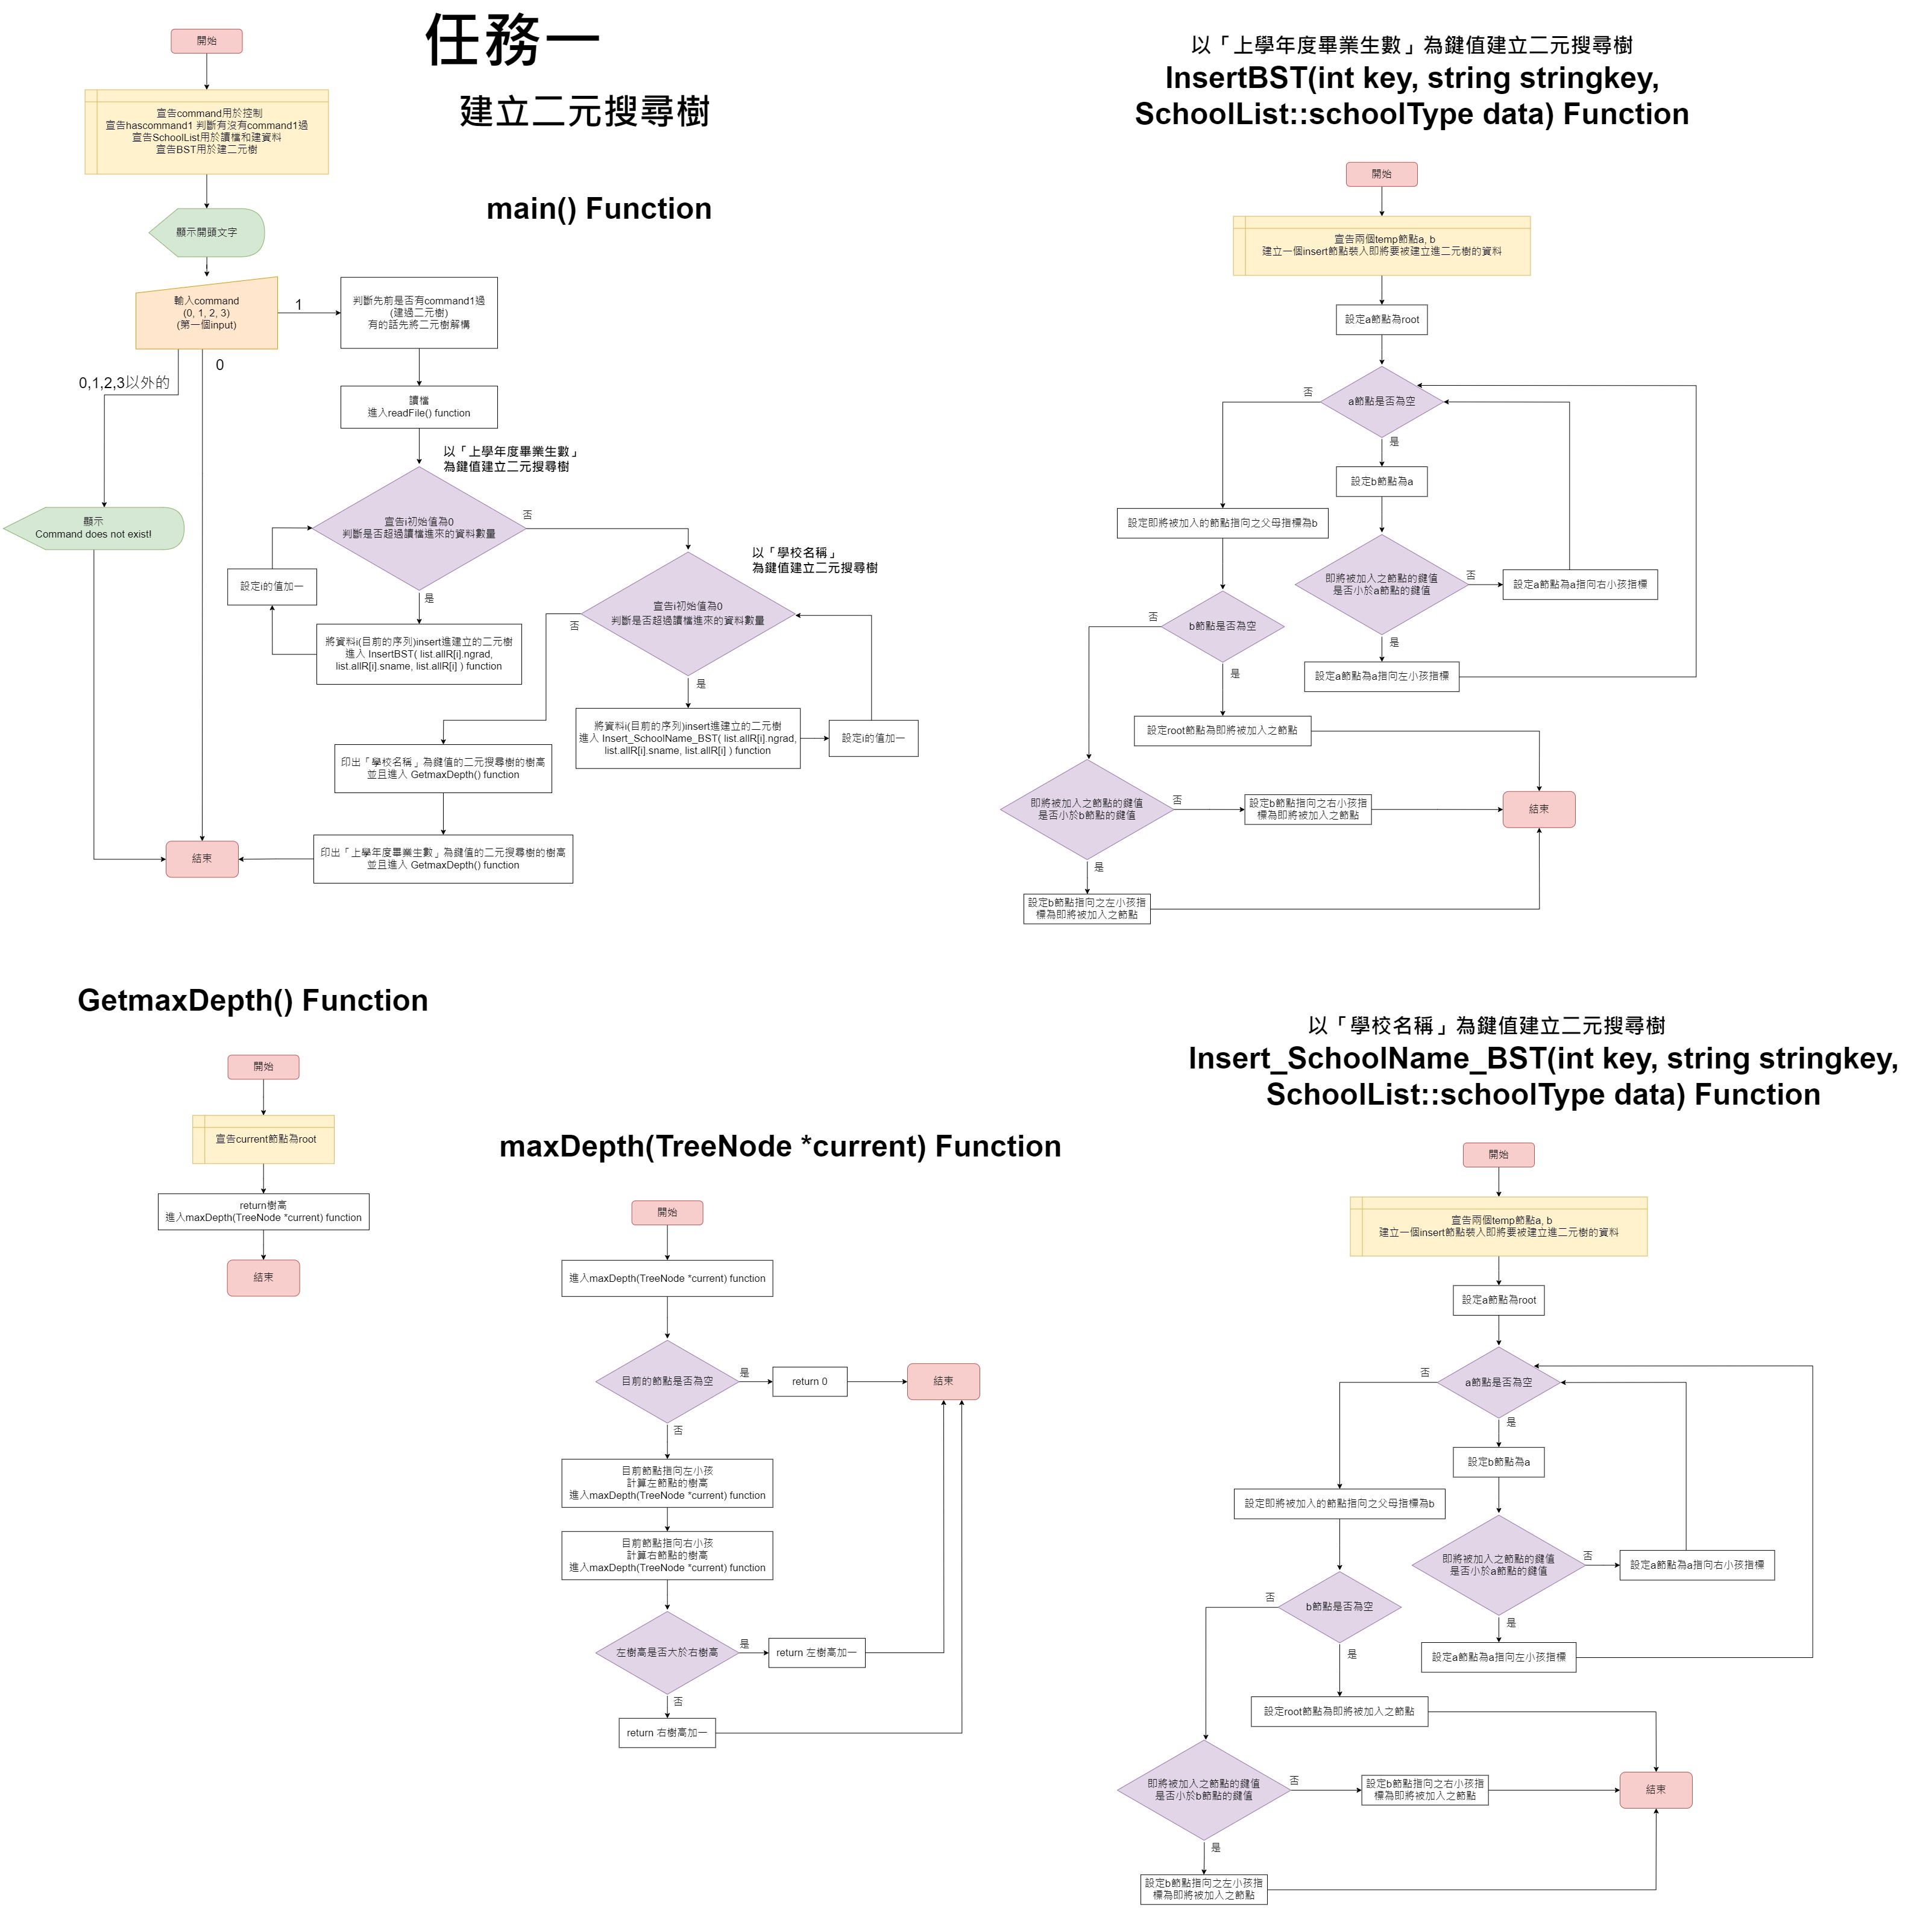 任務一
建立二元搜尋樹
main() Function
開始
宣告command用於控制
宣告hascommand1 判斷有沒有command1過
宣告SchoolList用於讀檔和建資料
宣告BST用於建二元樹
顯示開頭文字
輸入command
(0, 1, 2, 3)
(第一個input)
1
0
0,1,2,3以外的
判斷先前是否有command1過
(建過二元樹)
有的話先將二元樹解構
讀檔
進入readFile() function
以「上學年度畢業生數」
為鍵值建立二元搜尋樹
宣告i初始值為0
判斷是否超過讀檔進來的資料數量
否
是
設定i的值加一
將資料i(目前的序列)insert進建立的二元樹
進入 InsertBST( list.allR[i].ngrad,
list.allR[i].sname, list.allR[i] ) function
顯示
Command does not exist!
以「學校名稱」
為鍵值建立二元搜尋樹
宣告i初始值為0
判斷是否超過讀檔進來的資料數量
否
是
將資料i(目前的序列)insert進建立的二元樹
進入 Insert_SchoolName_BST( list.allR[i].ngrad,
list.allR[i].sname, list.allR[i] ) function
設定i的值加一
印出「學校名稱」為鍵值的二元搜尋樹的樹高
並且進入 GetmaxDepth() function
印出「上學年度畢業生數」為鍵值的二元搜尋樹的樹高
並且進入 GetmaxDepth() function
結束
以「上學年度畢業生數」為鍵值建立二元搜尋樹
InsertBST(int key, string stringkey,
SchoolList::schoolType data) Function
開始
宣告兩個temp節點a, b
建立一個insert節點裝入即將要被建立進二元樹的資料
設定a節點為root
a節點是否為空
否
是
設定b節點為a
設定即將被加入的節點指向之父母指標為b
即將被加入之節點的鍵值
是否小於a節點的鍵值
否
設定a節點為a指向右小孩指標
是
設定a節點為a指向左小孩指標
b節點是否為空
否
是
設定root節點為即將被加入之節點
即將被加入之節點的鍵值
是否小於b節點的鍵值
否
設定b節點指向之右小孩指
標為即將被加入之節點
結束
是
設定b節點指向之左小孩指
標為即將被加入之節點
GetmaxDepth() Function
開始
宣告current節點為root
return樹高
進入maxDepth(TreeNode *current) function
結束
maxDepth(TreeNode *current) Function
開始
進入maxDepth(TreeNode *current) function
目前的節點是否為空
是
return 0
結束
否
目前節點指向左小孩
計算左節點的樹高
進入maxDepth(TreeNode *current) function
目前節點指向右小孩
計算右節點的樹高
進入maxDepth(TreeNode *current) function
左樹高是否大於右樹高
是
return 左樹高加一
否
return 右樹高加一
以「學校名稱」為鍵值建立二元搜尋樹
Insert_SchoolName_BST(int key, string stringkey,
SchoolList::schoolType data) Function
開始
宣告兩個temp節點a, b
建立一個insert節點裝入即將要被建立進二元樹的資料
設定a節點為root
a節點是否為空
否
是
設定b節點為a
設定即將被加入的節點指向之父母指標為b
即將被加入之節點的鍵值
是否小於a節點的鍵值
否
設定a節點為a指向右小孩指標
是
設定a節點為a指向左小孩指標
b節點是否為空
否
是
設定root節點為即將被加入之節點
即將被加入之節點的鍵值
是否小於b節點的鍵值
否
設定b節點指向之右小孩指
標為即將被加入之節點
結束
是
設定b節點指向之左小孩指
標為即將被加入之節點